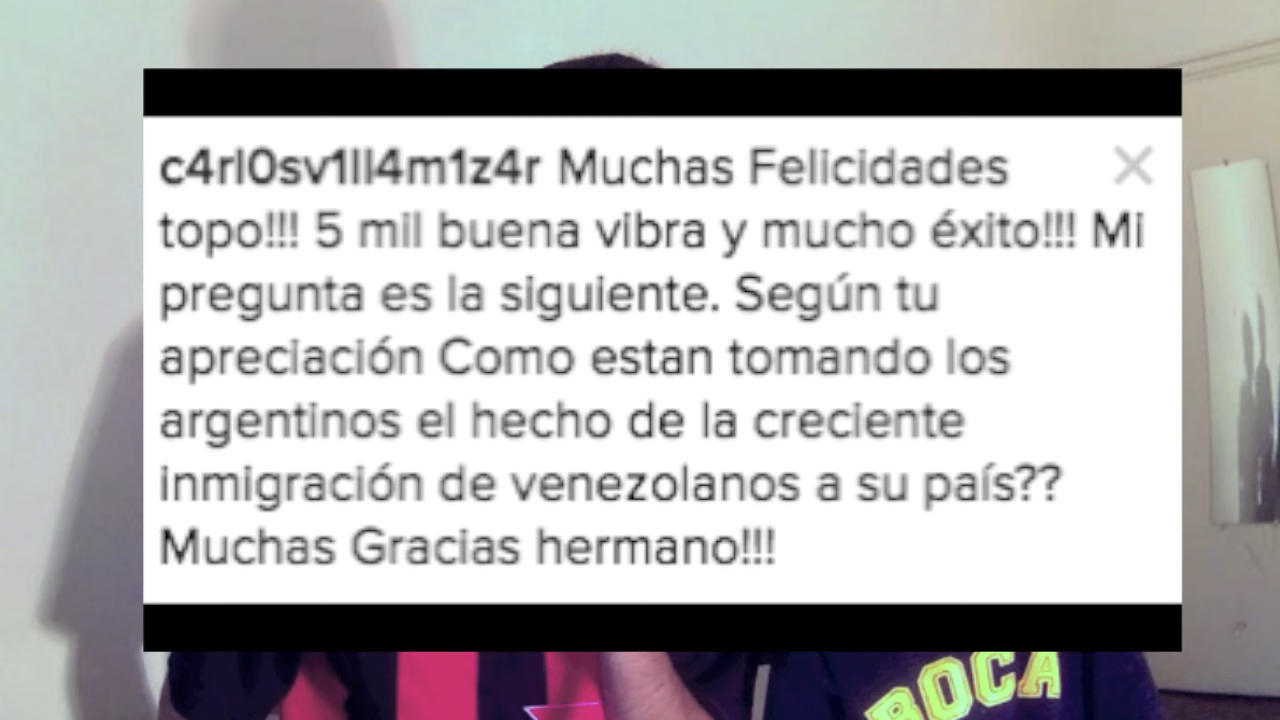 c4rl0sv1ll4m1z4r Muchas Felicidades
topo!!! 5 mil buena vibra y mucho éxito!!! Mi
pregunta es la siguiente. Según tu
apreciación Como estan tomando los
argentinos el hecho de la creciente
inmigración de venezolanos a su país??
Muchas Gracias hermano!!!
BOCA